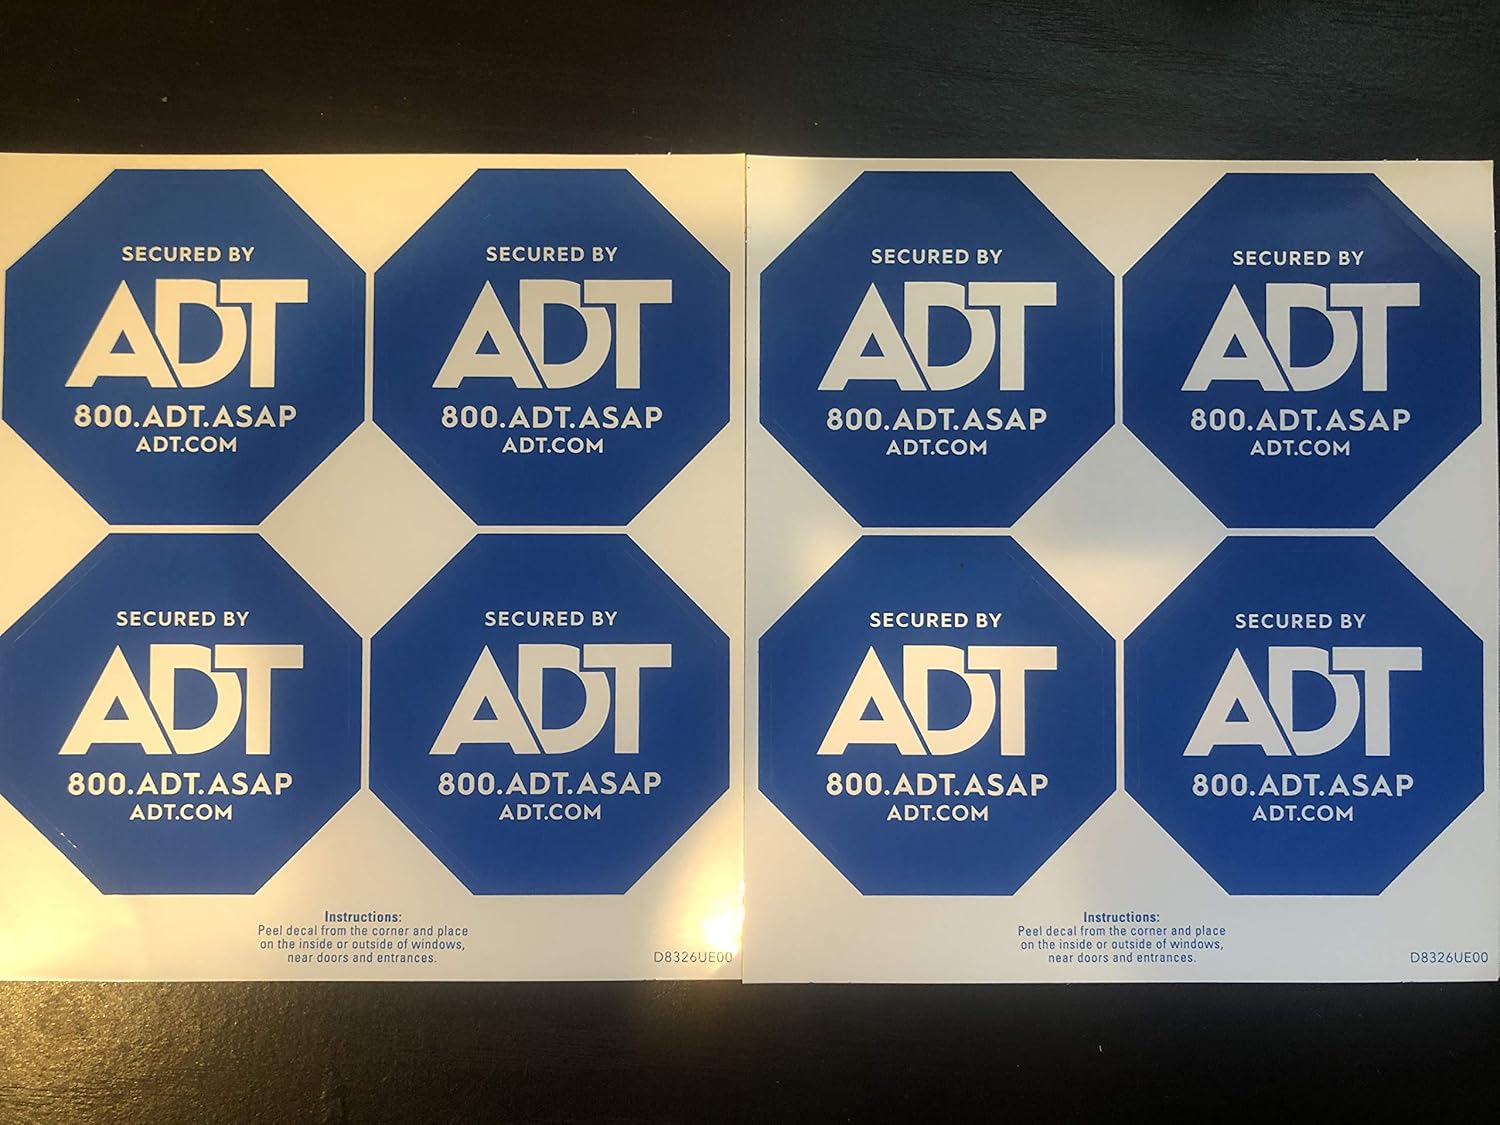 SECURED BY
ADT
800.ADT.ASAP
ADT.COM
SECURED BY
ADT
800.ADT.ASAP
ADT.COM
SECURED BY
ADT
800.ADT.ASAP
ADT.COM
SECURED BY
ADT
800.ADT.ASAP
ADT.COM
Instructions:
Peel decal from the corner and place
on the inside or outside of windows,
near doors and entrances.
D8326UE00
SECURED BY
ADT
800.ADT.ASAP
ADT.COM
SECURED BY
ADT
800.ADT.ASAP
ADT.COM
SECURED BY
ADT
800.ADT.ASAP
ADT.COM
SECURED BY
ADT
800.ADT.ASAP
ADT.COM
Instructions:
Peel decal from the corner and place
on the inside or outside of windows,
near doors and entrances.
D8326UE00